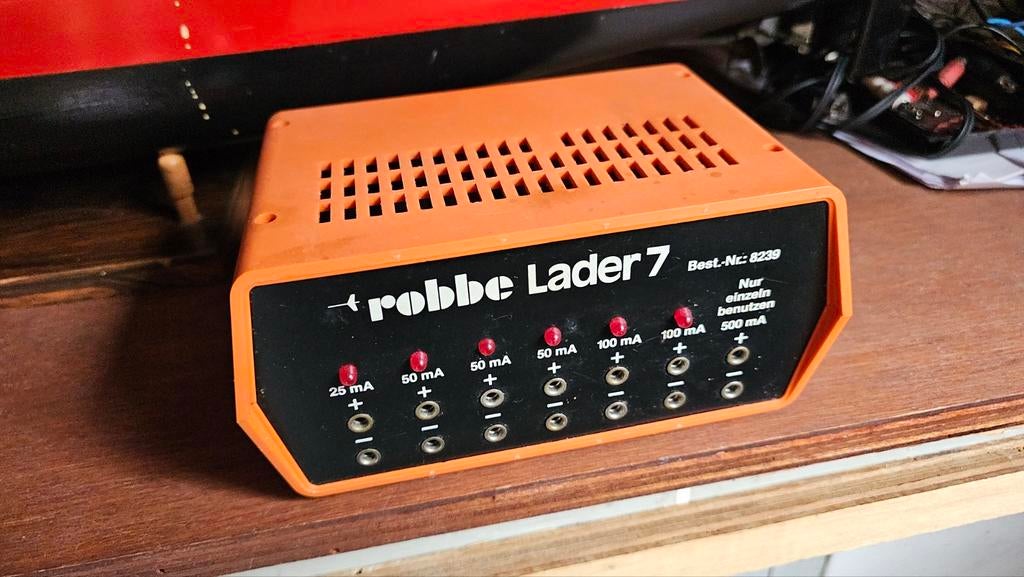 robbe Lader 7
Best.-Nr.: 8239
Nur
einzeln
benutzen
25 mA 50 mA 50 mA 50 mA 100 mA 100 mA 500 mA
+ + + + + + +
− − − − − − −